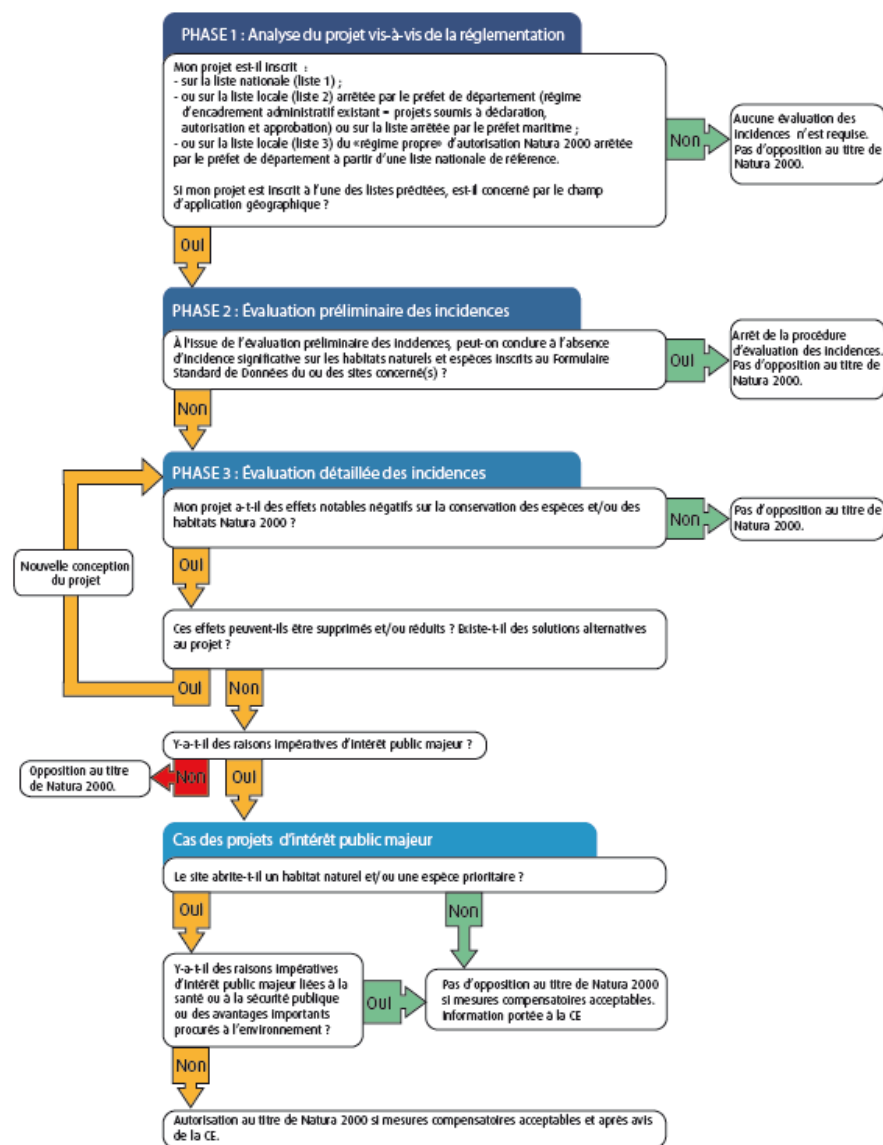 PHASE 1 : Analyse du projet vis-à-vis de la réglementation
Mon projet est-il inscrit :
- sur la liste nationale (liste 1) ;
- ou sur la liste locale (liste 2) arrêtée par le préfet de département (régime
d'encadrement administratif existant = projets soumis à déclaration,
autorisation et approbation) ou sur la liste arrêtée par le préfet maritime ;
- ou sur la liste locale (liste 3) du «régime propre» d'autorisation Natura 2000 arrêtée
par le préfet de département à partir d'une liste nationale de référence.
Si mon projet est inscrit à l'une des listes précitées, est-il concerné par le champ
d'application géographique ?
Non
Aucune évaluation des
incidences n'est requise.
Pas d'opposition au titre de
Natura 2000.
Oui
PHASE 2 : Évaluation préliminaire des incidences
À l'issue de l'évaluation préliminaire des incidences, peut-on conclure à l'absence
d'incidence significative sur les habitats naturels et espèces inscrits au Formulaire
Standard de Données du ou des sites concerné(s) ?
Oui
Arrêt de la procédure
d'évaluation des incidences.
Pas d'opposition au titre de
Natura 2000.
Non
PHASE 3 : Évaluation détaillée des incidences
Mon projet a-t-il des effets notables négatifs sur la conservation des espèces et/ou des
habitats Natura 2000 ?
Non
Pas d'opposition au titre de
Natura 2000.
Oui
Nouvelle conception
du projet
Ces effets peuvent-ils être supprimés et/ou réduits ? Existe-t-il des solutions alternatives
au projet ?
Oui
Non
Y-a-t-il des raisons impératives d'intérêt public majeur ?
Opposition au titre
de Natura 2000.
Non
Oui
Cas des projets d'intérêt public majeur
Le site abrite-t-il un habitat naturel et/ou une espèce prioritaire ?
Oui
Non
Y-a-t-il des raisons impératives
d'intérêt public majeur liées à la
santé ou à la sécurité publique
ou des avantages importants
procurés à l'environnement ?
Oui
Pas d'opposition au titre de Natura 2000
si mesures compensatoires acceptables.
Information portée à la CE
Non
Autorisation au titre de Natura 2000 si mesures compensatoires acceptables et après avis
de la CE.